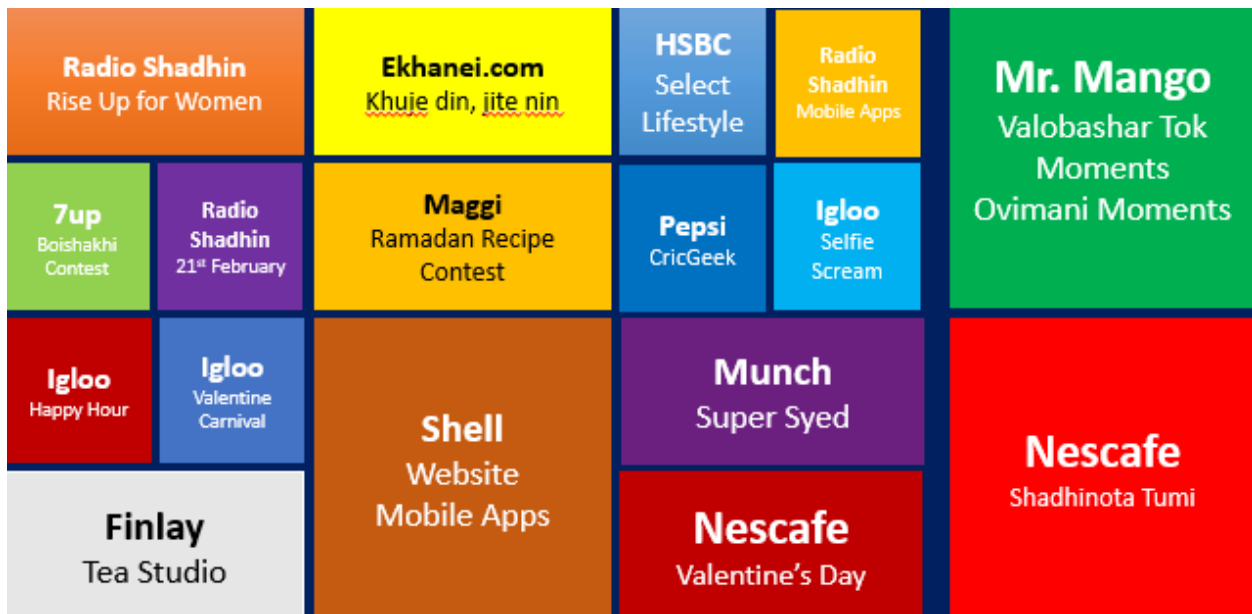 Radio Shadhin
Rise Up for Women
Ekhanei.com
Khuje din, jite nin
HSBC
Select
Lifestyle
Radio
Shadhin
Mobile Apps
Mr. Mango
Valobashar Tok
Moments
Ovimani Moments
7up
Boishakhi
Contest
Radio
Shadhin
21st February
Maggi
Ramadan Recipe
Contest
Pepsi
CricGeek
Igloo
Selfie
Scream
Igloo
Happy Hour
Igloo
Valentine
Carnival
Shell
Website
Mobile Apps
Munch
Super Syed
Nescafe
Shadhinota Tumi
Finlay
Tea Studio
Nescafe
Valentine’s Day